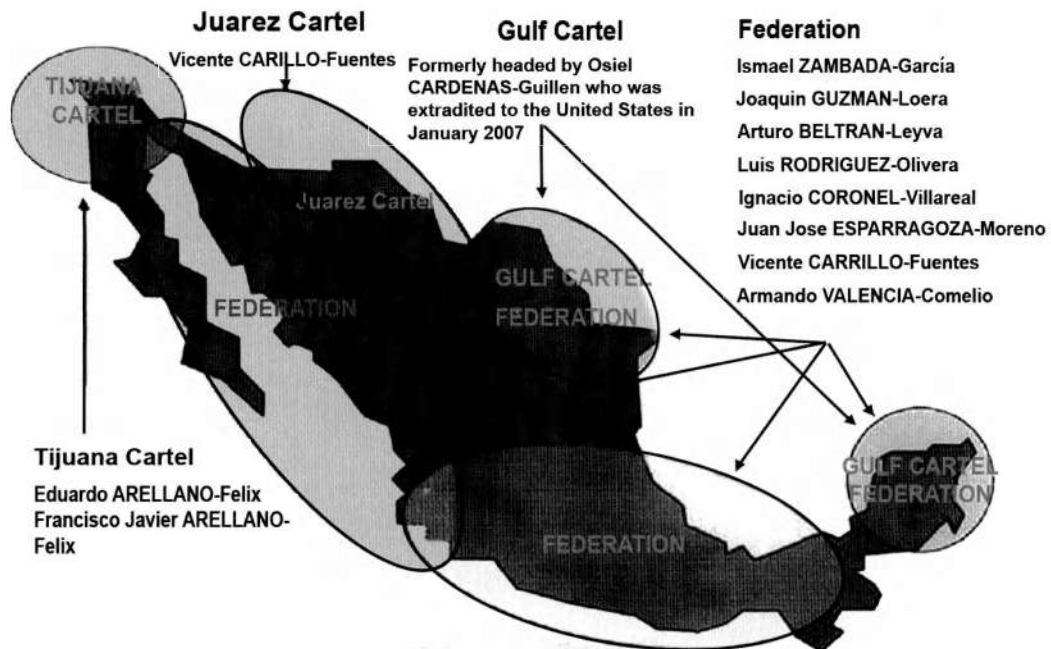 Juarez Cartel
Vicente CARILLO-Fuentes
Gulf Cartel
Formerly headed by Osiel
CARDENAS-Guillen who was
extradited to the United States in
January 2007
Federation
Ismael ZAMBADA-García
Joaquin GUZMAN-Loera
Arturo BELTRAN-Leyva
Luis RODRIGUEZ-Olivera
Ignacio CORONEL-Villareal
Juan Jose ESPARRAGOZA-Moreno
Vicente CARRILLO-Fuentes
Armando VALENCIA-Comelio
TIJUANA
CARTEL
Juarez Cartel
GULF CARTEL
FEDERATION
FEDERATION
Tijuana Cartel
Eduardo ARELLANO-Felix
Francisco Javier ARELLANO-
Felix
GULF CARTEL
FEDERATION
FEDERATION